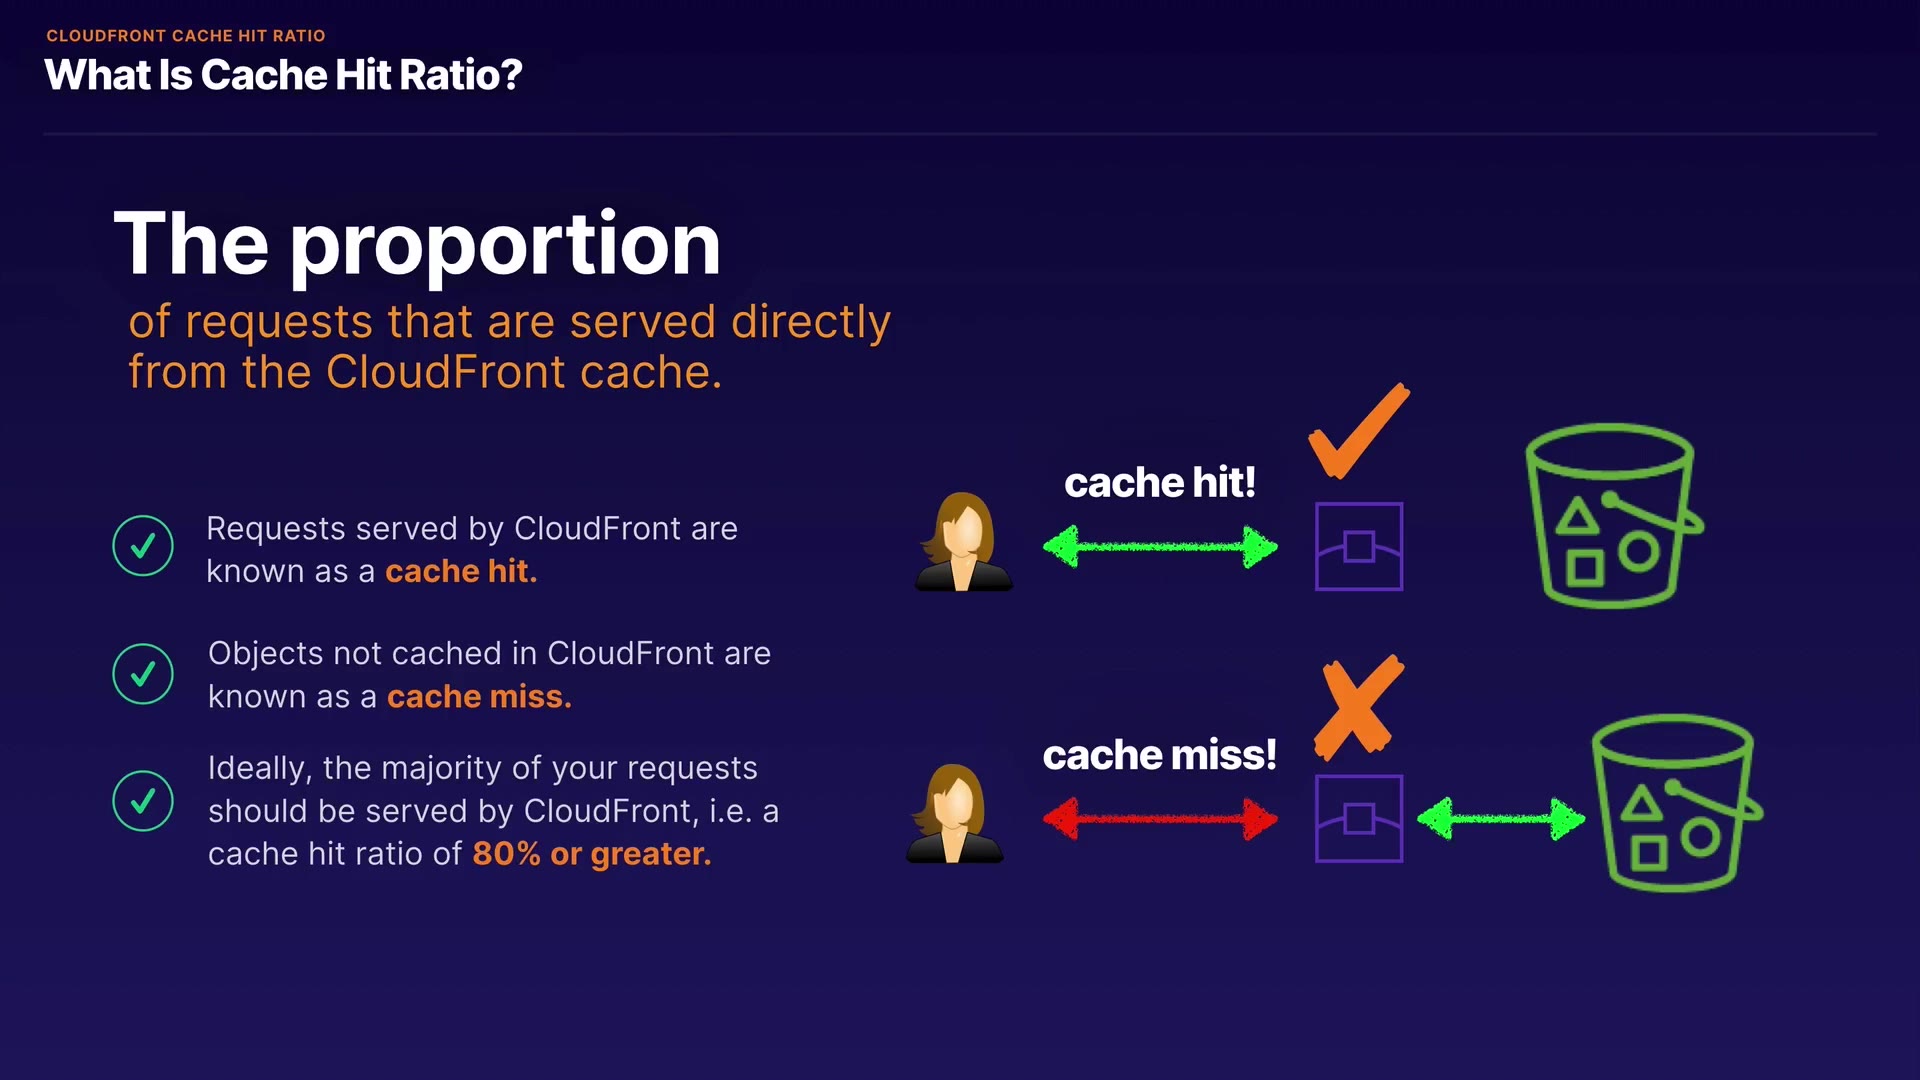 CLOUDFRONT CACHE HIT RATIO
What Is Cache Hit Ratio?
The proportion
of requests that are served directly
from the CloudFront cache.
Requests served by CloudFront are
known as a cache hit.
Objects not cached in CloudFront are
known as a cache miss.
Ideally, the majority of your requests
should be served by CloudFront, i.e. a
cache hit ratio of 80% or greater.
cache hit!
cache miss!